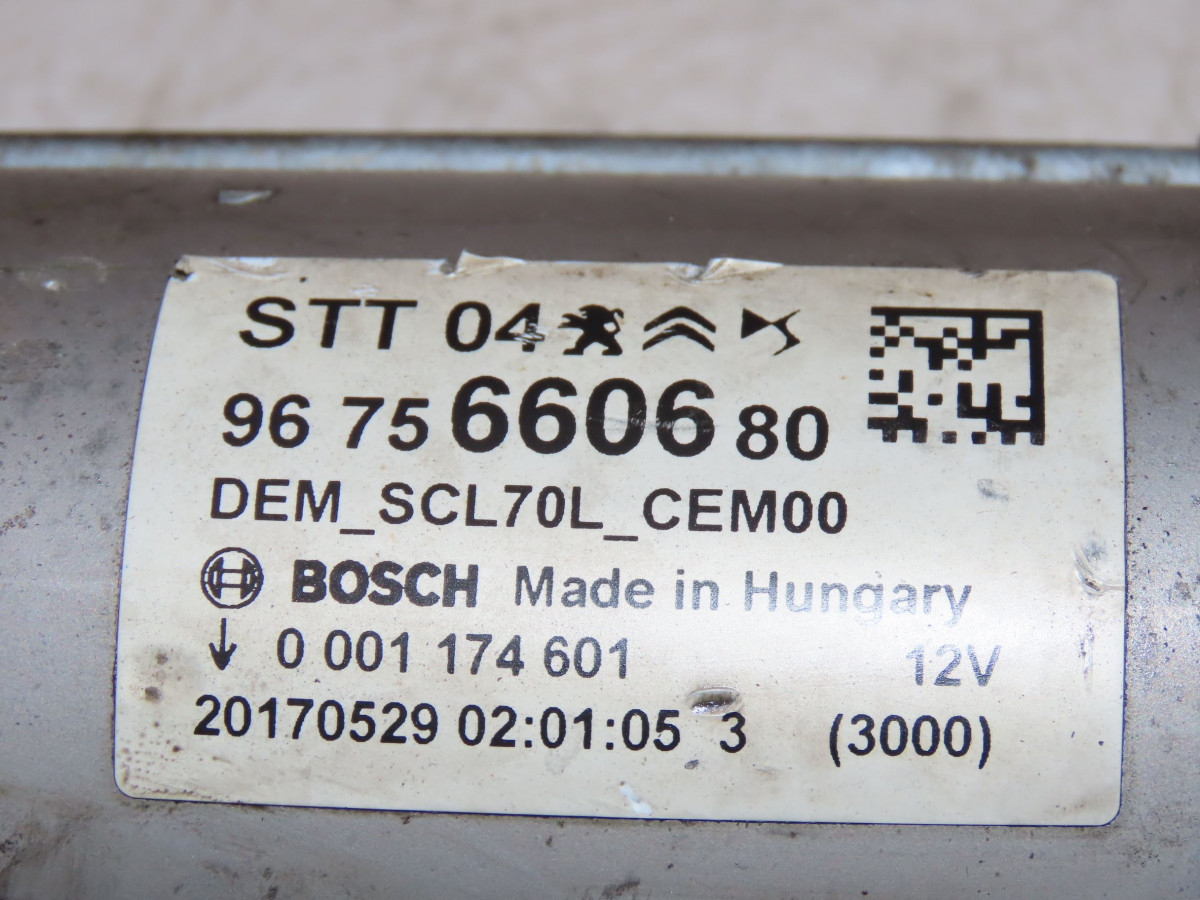 STT 04
96 75 6606 80
DEM_SCL70L_CEM00
BOSCH Made in Hungary
↓ 0 001 174 601 12V
20170529 02:01:05 3 (3000)